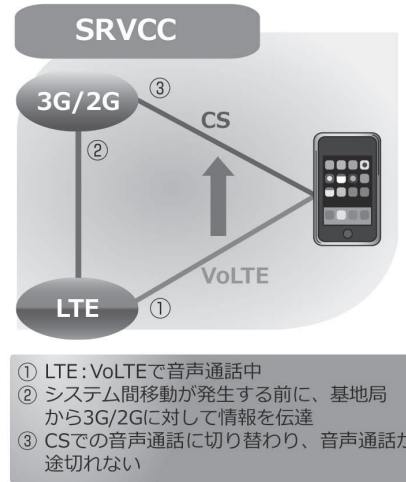 SRVCC
3G/2G
③
CS
②
VoLTE
LTE
①
① LTE：VoLTEで音声通話中
② システム間移動が発生する前に、基地局
から3G/2Gに対して情報を伝達
③ CSでの音声通話に切り替わり、音声通話が
途切れない